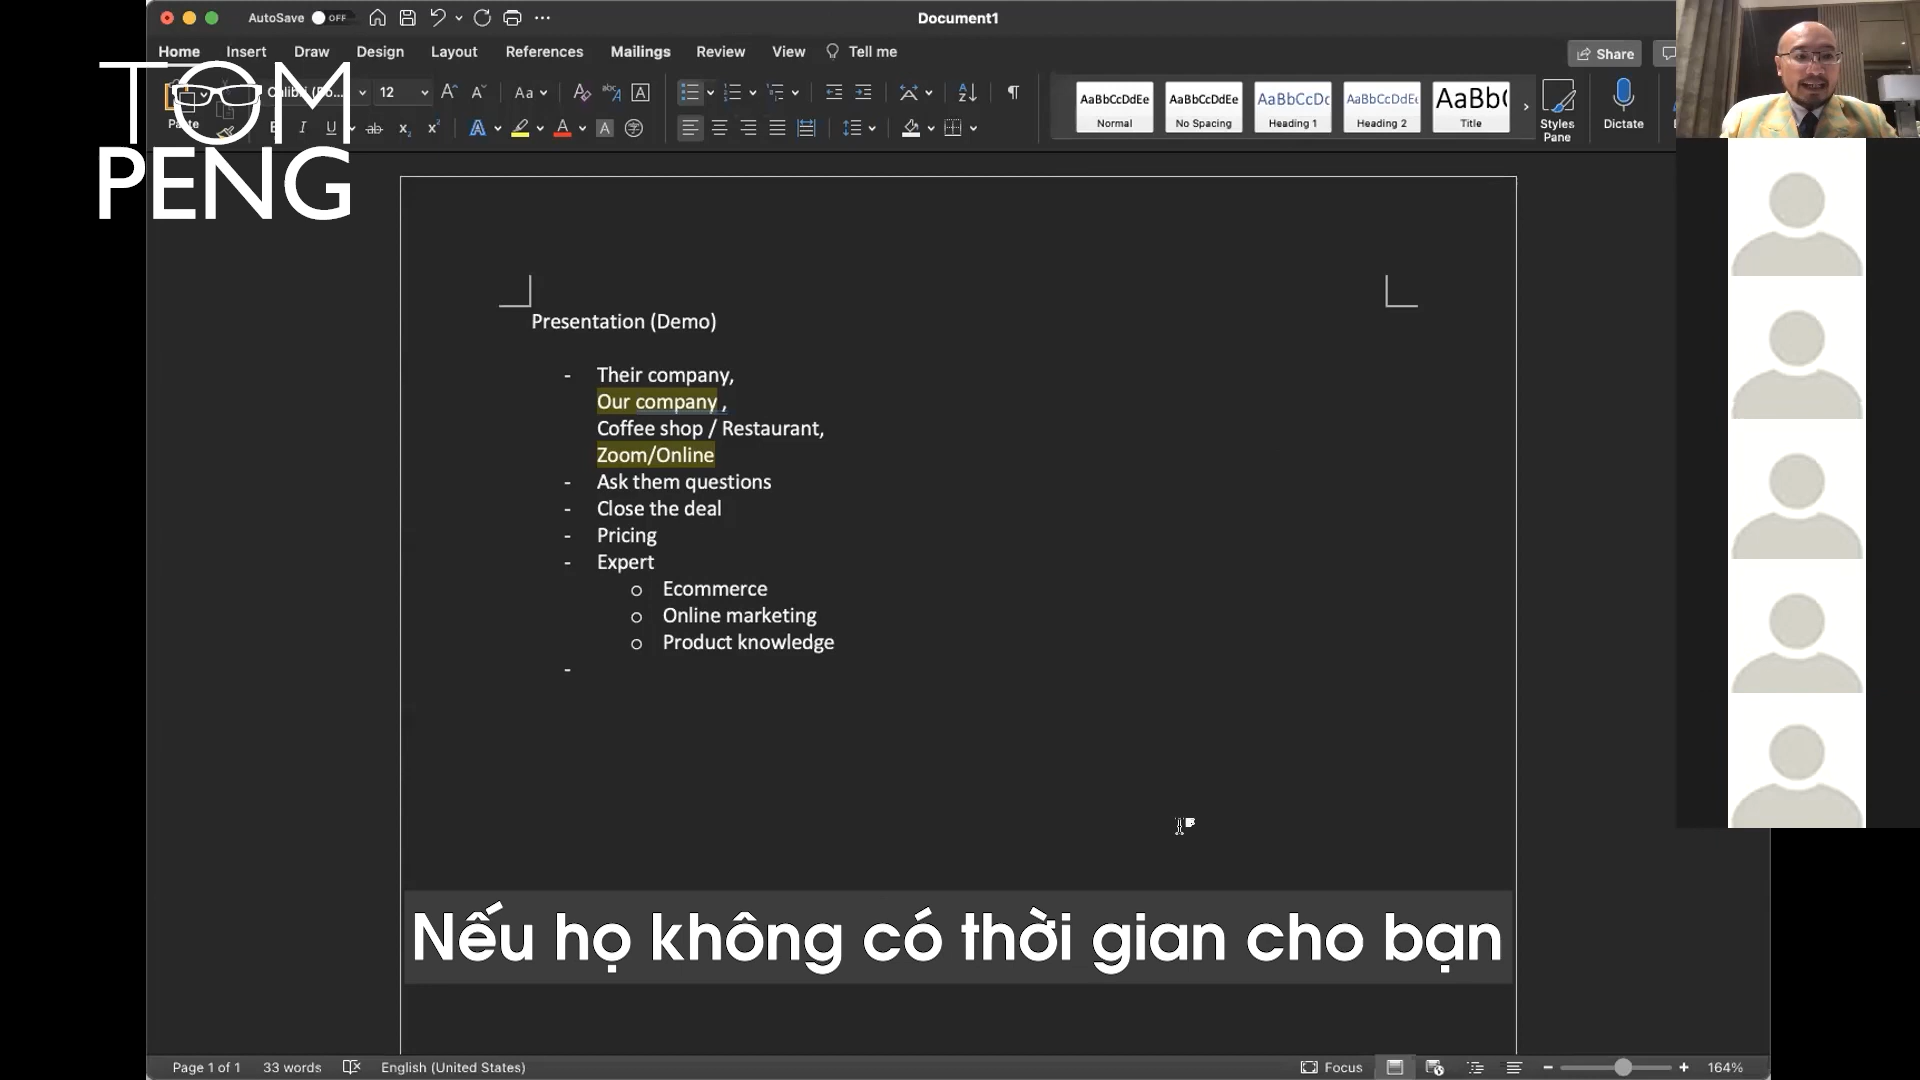 AutoSave OFF
Document1
Home Insert Draw Design Layout References Mailings Review View Tell me
Share
TOM
PENG
12
Aa
AaBbCcDdEe AaBbCcDdEe AaBbCcDc AaBbCcDdEe AaBb(
Normal No Spacing Heading 1 Heading 2 Title
Styles Pane
Dictate
Paste
Presentation (Demo)
- Their company,
Our company ,
Coffee shop / Restaurant,
Zoom/Online
- Ask them questions
- Close the deal
- Pricing
- Expert
o Ecommerce
o Online marketing
o Product knowledge
-
Nếu họ không có thời gian cho bạn
Page 1 of 1 33 words English (United States) Focus 164%